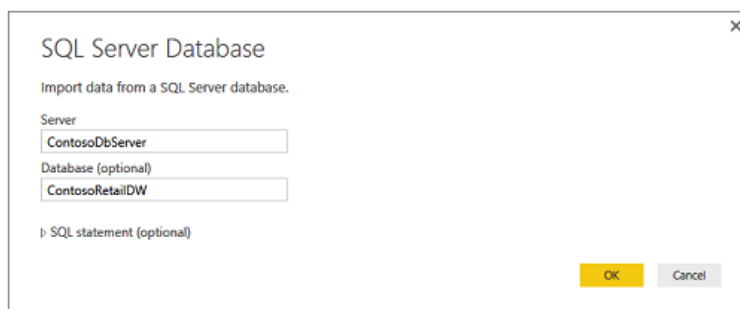 SQL Server Database
Import data from a SQL Server database.
Server
ContosoDbServer
Database (optional)
ContosoRetailDW
SQL statement (optional)
OK Cancel